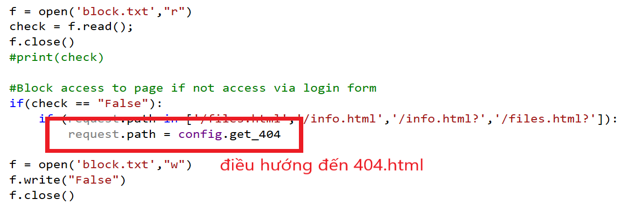 f = open('block.txt',"r")
check = f.read();
f.close()
#print(check)
#Block access to page if not access via login form
if(check == "False"):
if (request.path in ['/files.html','/info.html','/info.html?','/files.html?']):
request.path = config.get_404
f = open('block.txt',"w")
điều hướng đến 404.html
f.write("False")
f.close()